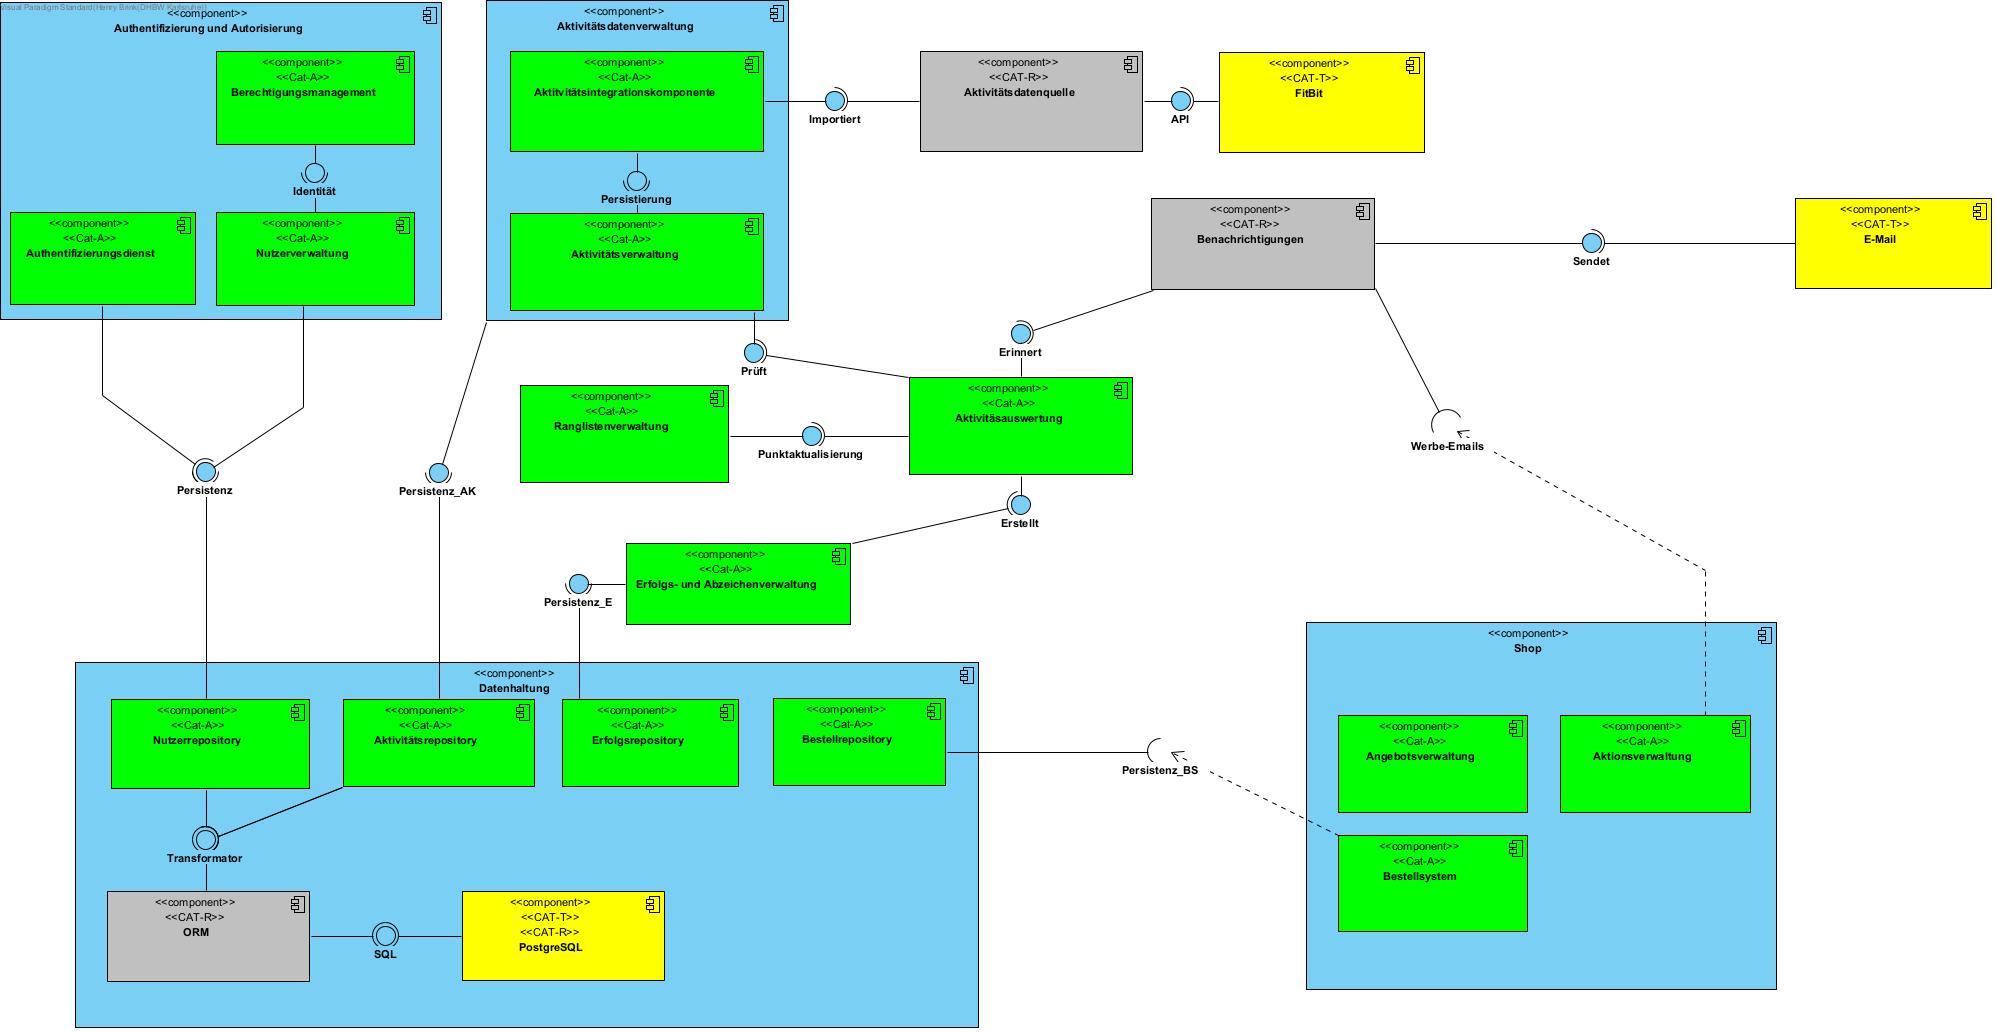 Visual Paradigm Standard(Henry Brink(DHBW Karlsruhe))
<<component>>
Authentifizierung und Autorisierung
<<component>>
<<Cat-A>>
Berechtigungsmanagement
Identität
<<component>>
<<Cat-A>>
Authentifizierungsdienst
<<component>>
<<Cat-A>>
Nutzerverwaltung
<<component>>
Aktivitätsdatenverwaltung
<<component>>
<<Cat-A>>
Aktitvitätsintegrationskomponente
Persistierung
<<component>>
<<Cat-A>>
Aktivitätsverwaltung
Importiert
<<component>>
<<CAT-R>>
Aktivitätsdatenquelle
API
<<component>>
<<CAT-T>>
FitBit
<<component>>
<<CAT-R>>
Benachrichtigungen
Sendet
<<component>>
<<CAT-T>>
E-Mail
Erinnert
Prüft
<<component>>
<<Cat-A>>
Ranglistenverwaltung
Punktaktualisierung
<<component>>
<<Cat-A>>
Aktivitäsauswertung
Werbe-Emails
Persistenz
Persistenz_AK
Erstellt
<<component>>
<<Cat-A>>
Erfolgs- und Abzeichenverwaltung
Persistenz_E
<<component>>
Datenhaltung
<<component>>
<<Cat-A>>
Nutzerrepository
<<component>>
<<Cat-A>>
Aktivitätsrepository
<<component>>
<<Cat-A>>
Erfolgsrepository
<<component>>
<<Cat-A>>
Bestellrepository
Persistenz_BS
Transformator
<<component>>
<<CAT-R>>
ORM
SQL
<<component>>
<<CAT-T>>
<<CAT-R>>
PostgreSQL
<<component>>
Shop
<<component>>
<<Cat-A>>
Angebotsverwaltung
<<component>>
<<Cat-A>>
Aktionsverwaltung
<<component>>
<<Cat-A>>
Bestellsystem